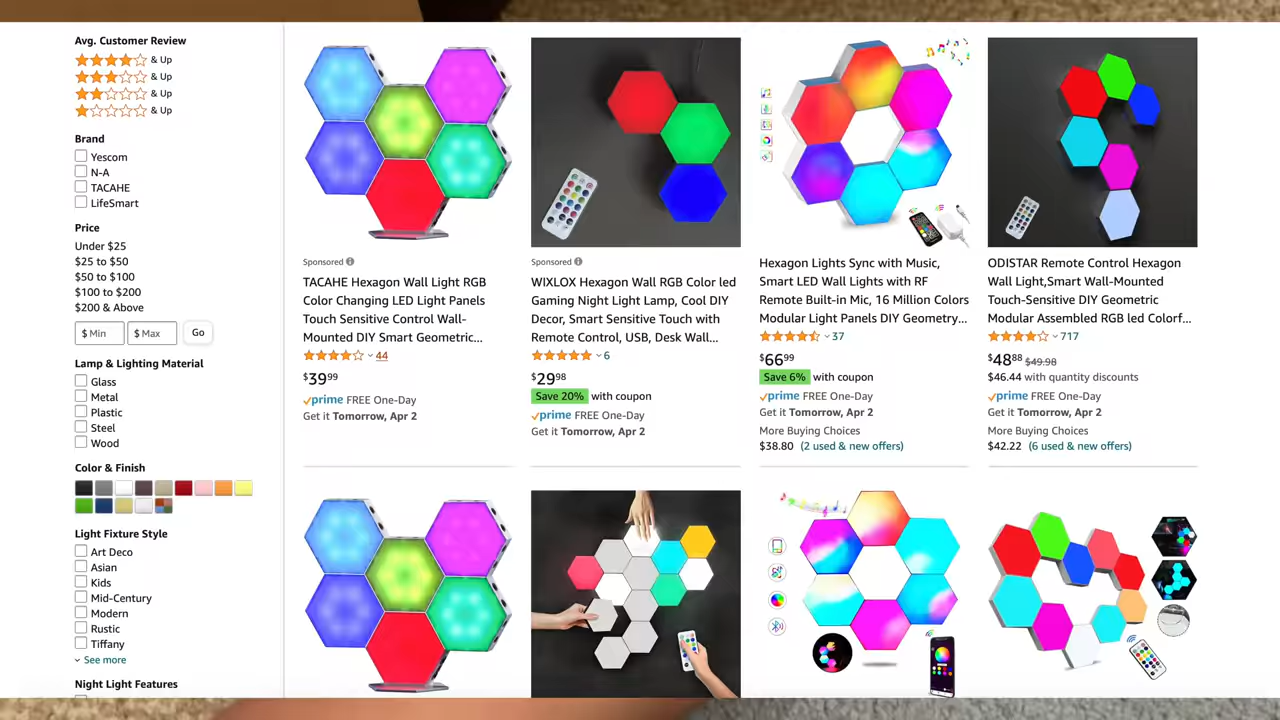 Avg. Customer Review
& Up
& Up
& Up
& Up
Brand
Yescom
N-A
TACAHE
LifeSmart
Price
Under $25
$25 to $50
$50 to $100
$100 to $200
$200 & Above
$ Min
$ Max
Go
Lamp & Lighting Material
Glass
Metal
Plastic
Steel
Wood
Color & Finish
Light Fixture Style
Art Deco
Asian
Kids
Mid-Century
Modern
Rustic
Tiffany
See more
Night Light Features
Sponsored
TACAHE Hexagon Wall Light RGB
Color Changing LED Light Panels
Touch Sensitive Control Wall-
Mounted DIY Smart Geometric...
44
$3999
prime FREE One-Day
Get it Tomorrow, Apr 2
Sponsored
WIXLOX Hexagon Wall RGB Color led
Gaming Night Light Lamp, Cool DIY
Decor, Smart Sensitive Touch with
Remote Control, USB, Desk Wall...
6
$2998
Save 20% with coupon
prime FREE One-Day
Get it Tomorrow, Apr 2
Hexagon Lights Sync with Music,
Smart LED Wall Lights with RF
Remote Built-in Mic, 16 Million Colors
Modular Light Panels DIY Geometry...
37
$6699
Save 6% with coupon
prime FREE One-Day
Get it Tomorrow, Apr 2
More Buying Choices
$38.80 (2 used & new offers)
ODISTAR Remote Control Hexagon
Wall Light,Smart Wall-Mounted
Touch-Sensitive DIY Geometric
Modular Assembled RGB led Colorf...
717
$4888 $49.98
$46.44 with quantity discounts
prime FREE One-Day
Get it Tomorrow, Apr 2
More Buying Choices
$42.22 (6 used & new offers)